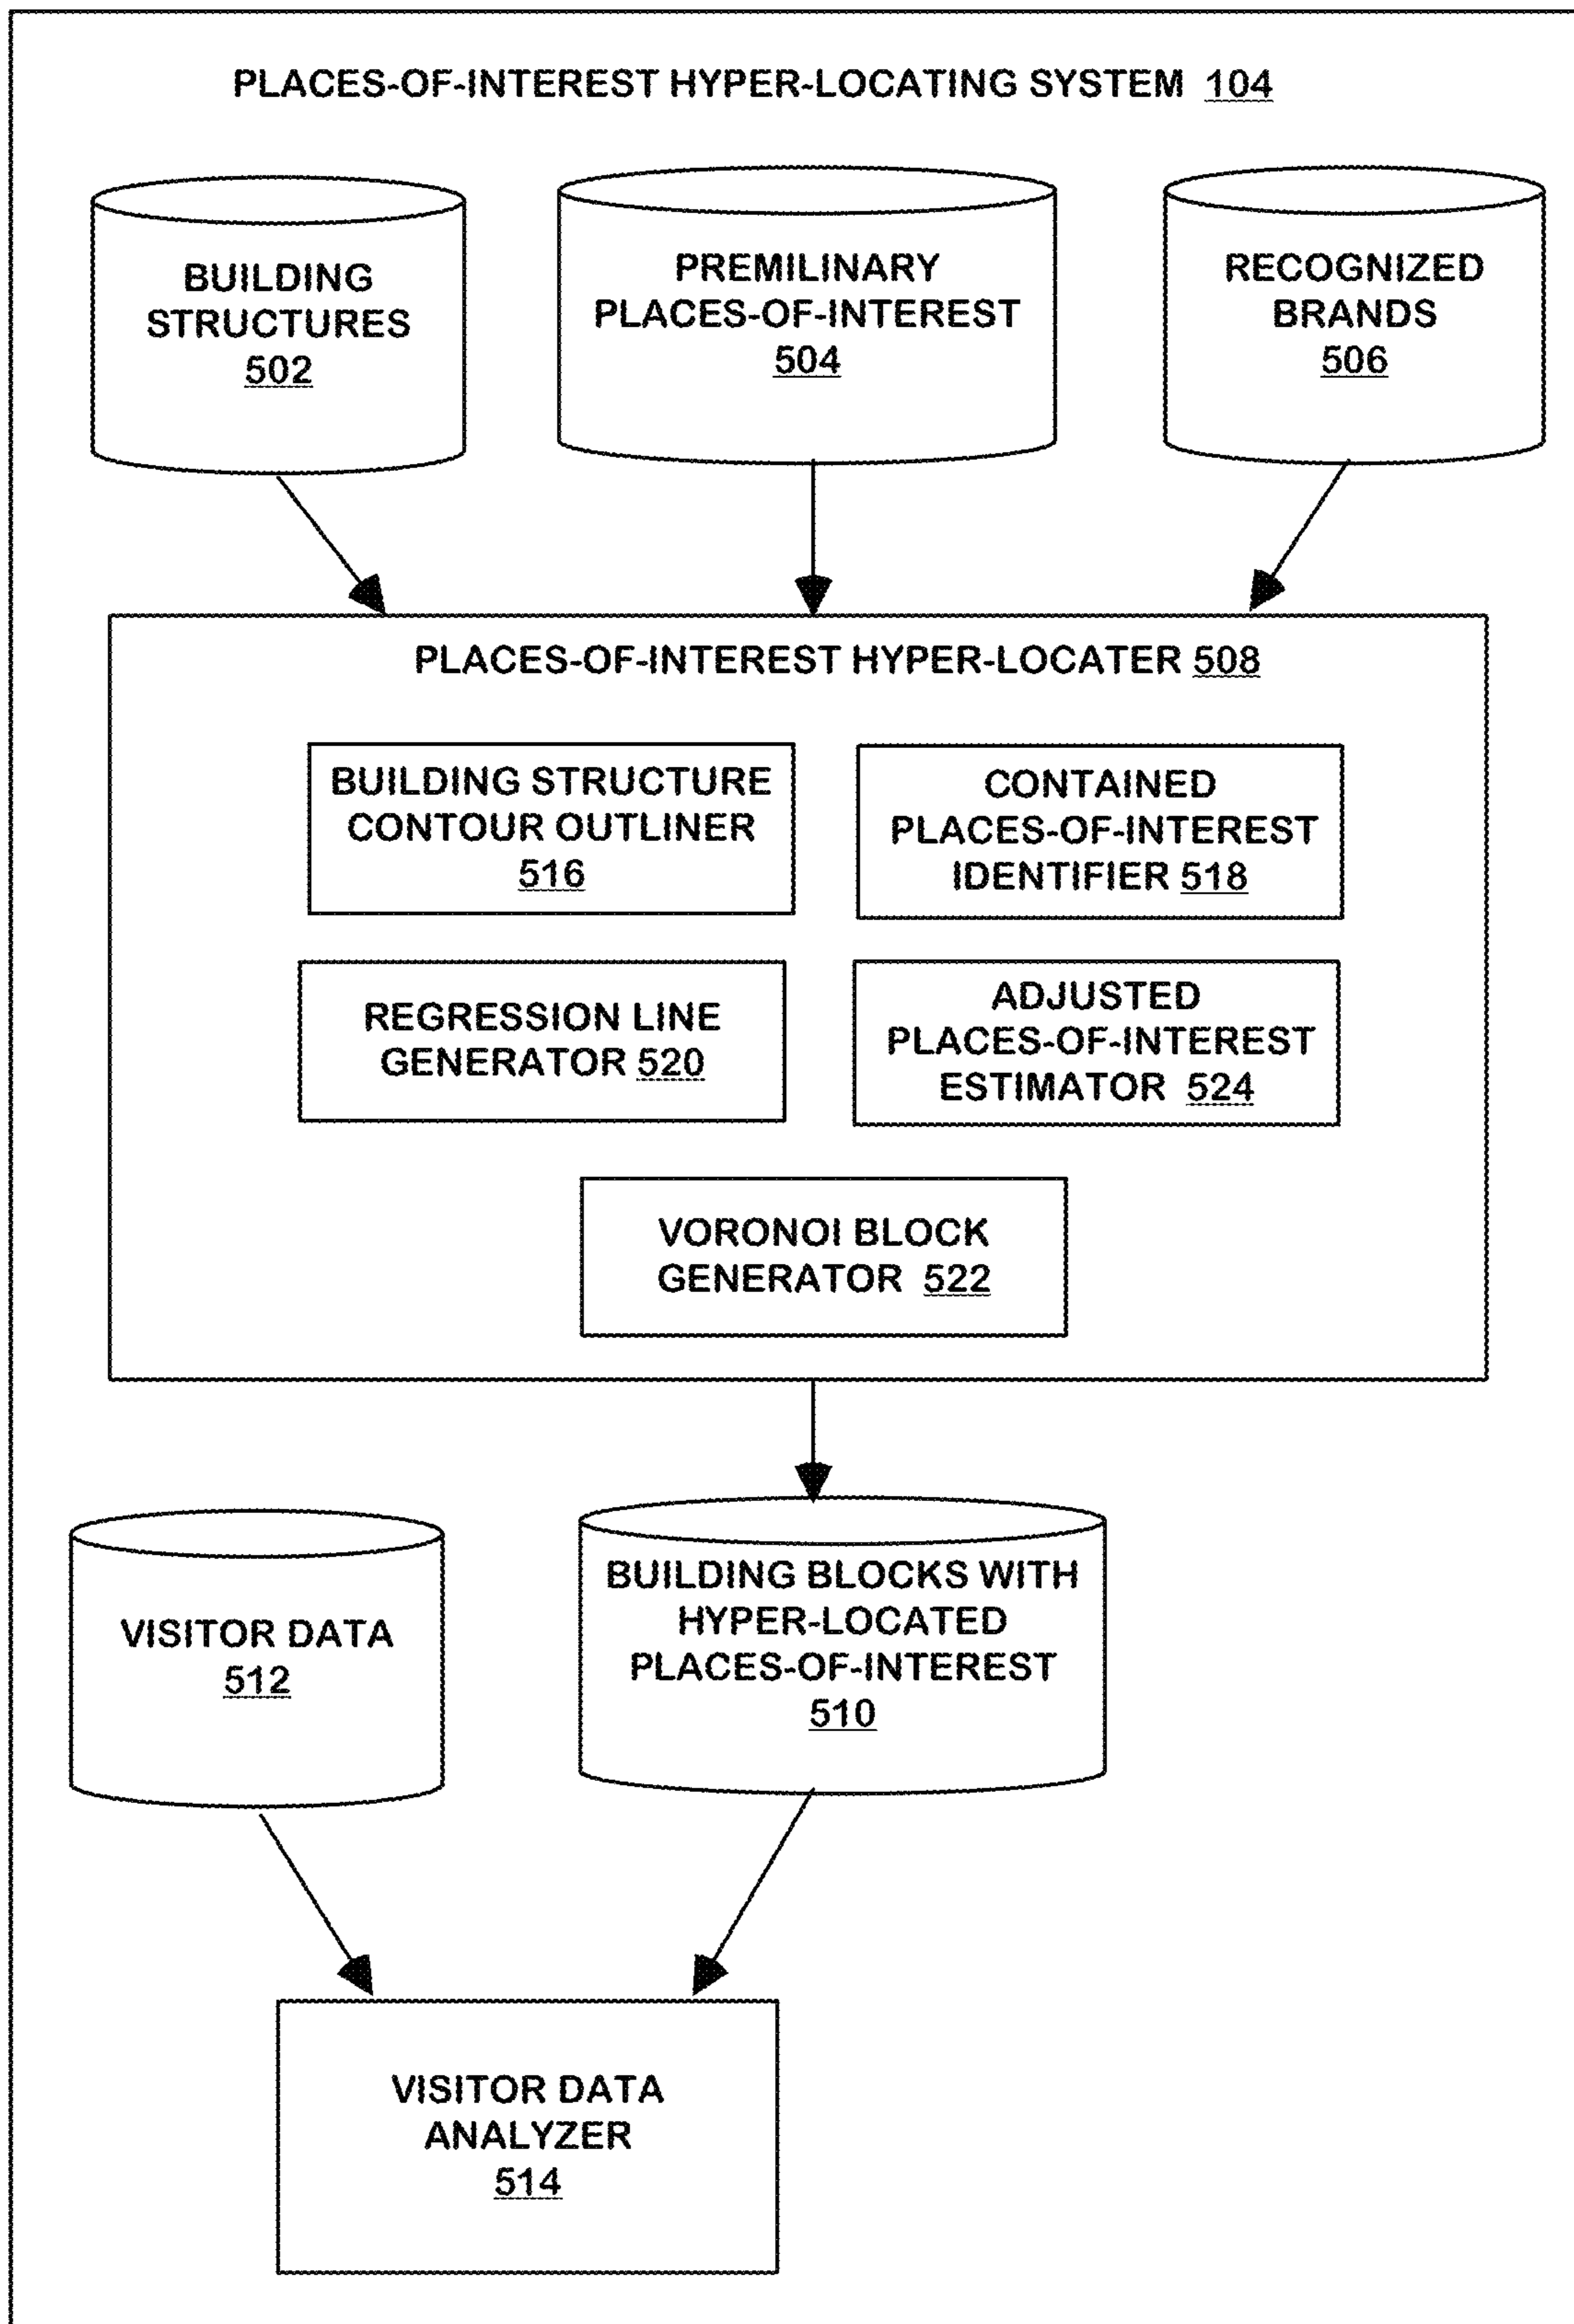 PLACES-OF-INTEREST HYPER-LOCATING SYSTEM 104
BUILDING
STRUCTURES
502
PREMILINARY
PLACES-OF-INTEREST
504
RECOGNIZED
BRANDS
506
PLACES-OF-INTEREST HYPER-LOCATER 508
BUILDING STRUCTURE
CONTOUR OUTLINER
516
CONTAINED
PLACES-OF-INTEREST
IDENTIFIER 518
REGRESSION LINE
GENERATOR 520
ADJUSTED
PLACES-OF-INTEREST
ESTIMATOR 524
VORONOI BLOCK
GENERATOR 522
VISITOR DATA
512
BUILDING BLOCKS WITH
HYPER-LOCATED
PLACES-OF-INTEREST
510
VISITOR DATA
ANALYZER
514